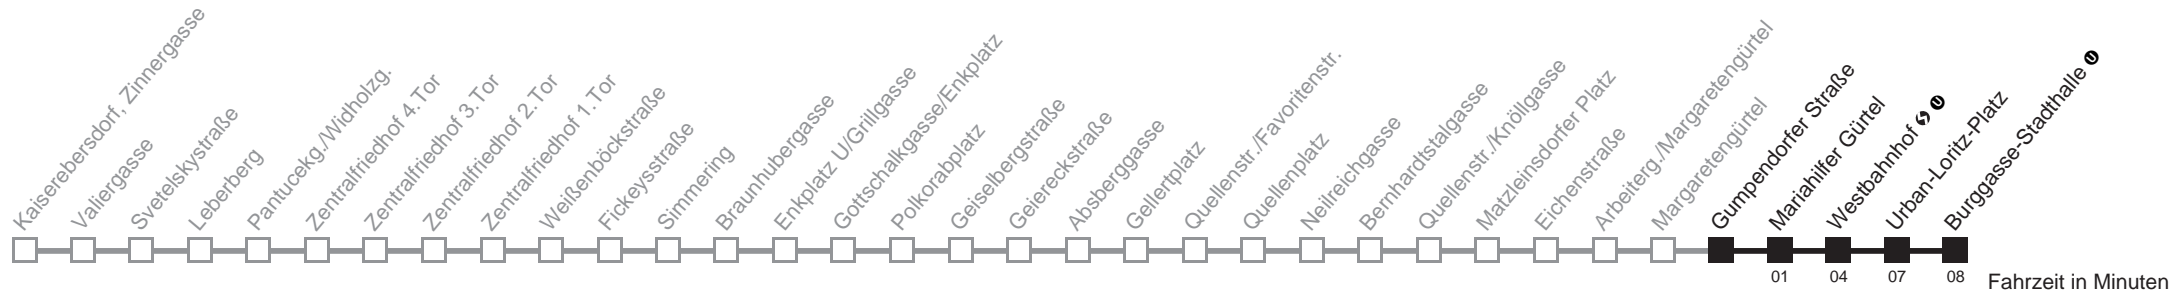 Kaiserebersdorf, Zinnergasse
Valiergasse
Svetelskystraße
Leberberg
Pantucekg./Widholzg.
Zentralfriedhof 4.Tor
Zentralfriedhof 3.Tor
Zentralfriedhof 2.Tor
Zentralfriedhof 1.Tor
Weißenböckstraße
Fickeysstraße
Simmering
Braunhubergasse
Enkplatz U/Grillgasse
Gottschalkgasse/Enkplatz
Polkorabplatz
Geiselbergstraße
Geiereckstraße
Absberggasse
Gellertplatz
Quellenstr./Favoritenstr.
Quellenplatz
Neilreichgasse
Bernhardtstalgasse
Quellenstr./Knöllgasse
Matzleinsdorfer Platz
Eichenstraße
Arbeiterg./Margaretengürtel
Margaretengürtel
Gumpendorfer Straße
Mariahilfer Gürtel
Westbahnhof S U
Urban-Loritz-Platz
Burggasse-Stadthalle U
01 04 07 08 Fahrzeit in Minuten